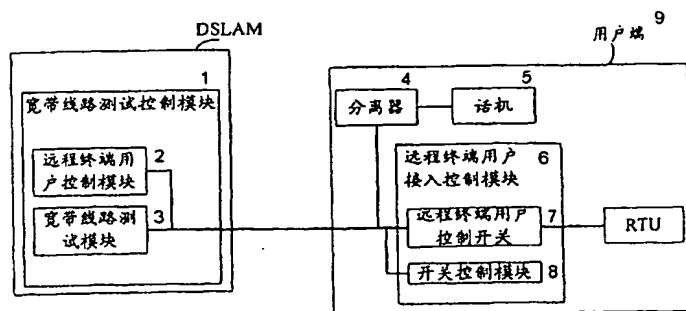 DSLAM
用户端 9
1
宽带线路测试控制模块
远程终端用
户控制模块
2
宽带线路测
试模块
3
4
分离器
5
话机
远程终端用户
接入控制模块
6
远程终端用户
控制开关
7
开关控制模块 8
RTU